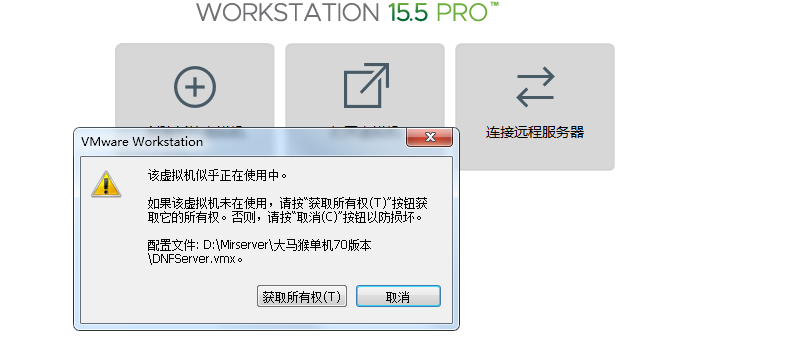 WORKSTATION 15.5 PRO™
连接远程服务器
VMware Workstation
该虚拟机似乎正在使用中。
如果该虚拟机未在使用，请按“获取所有权(T)”按钮获
取它的所有权。否则，请按“取消(C)”按钮以防损坏。
配置文件: D:\Mirserver\大马猴单机70版本
\DNFServer.vmx。
获取所有权(T)
取消